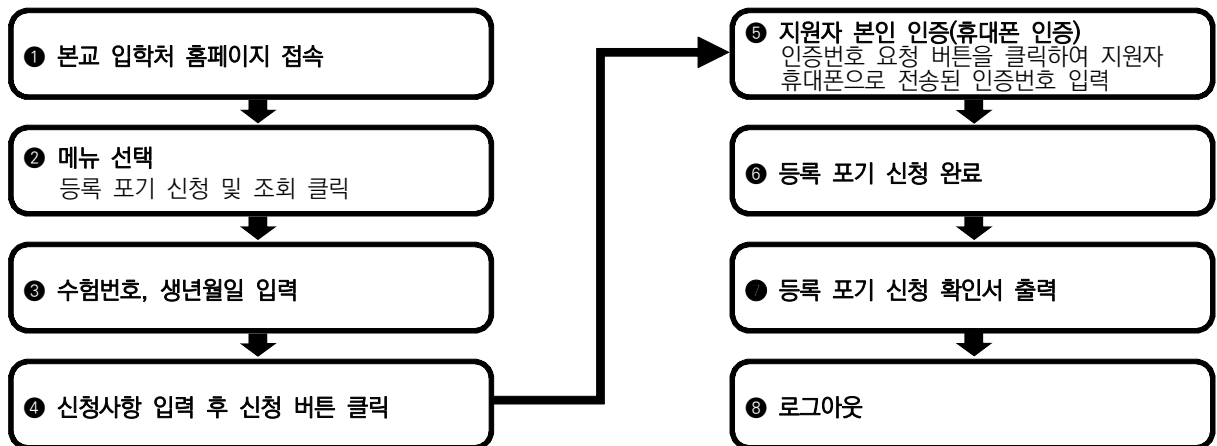 ❶ 본교 입학처 홈페이지 접속
❷ 메뉴 선택
등록 포기 신청 및 조회 클릭
❸ 수험번호, 생년월일 입력
❹ 신청사항 입력 후 신청 버튼 클릭
❺ 지원자 본인 인증(휴대폰 인증)
인증번호 요청 버튼을 클릭하여 지원자
휴대폰으로 전송된 인증번호 입력
❻ 등록 포기 신청 완료
❼ 등록 포기 신청 확인서 출력
❽ 로그아웃